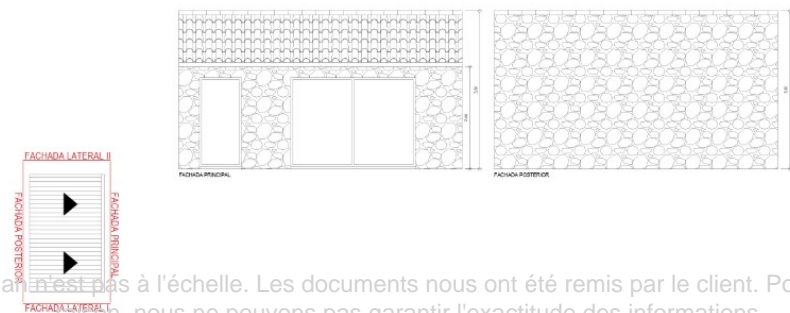 FACHADA PRINCIPAL
FACHADA POSTERIOR
FACHADA LATERAL II
FACHADA POSTERIOR
FACHADA PRINCIPAL
FACHADA LATERAL I
n'est pas à l'échelle. Les documents nous ont été remis par le client. Po
nous ne pouvons pas garantir l'exactitude des informations